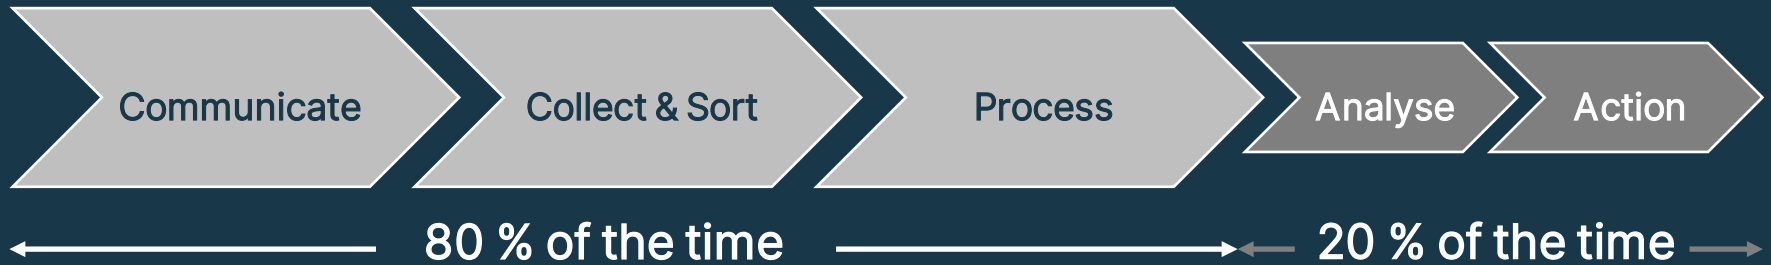 Communicate
Collect & Sort
Process
Analyse
Action
80 % of the time
20 % of the time